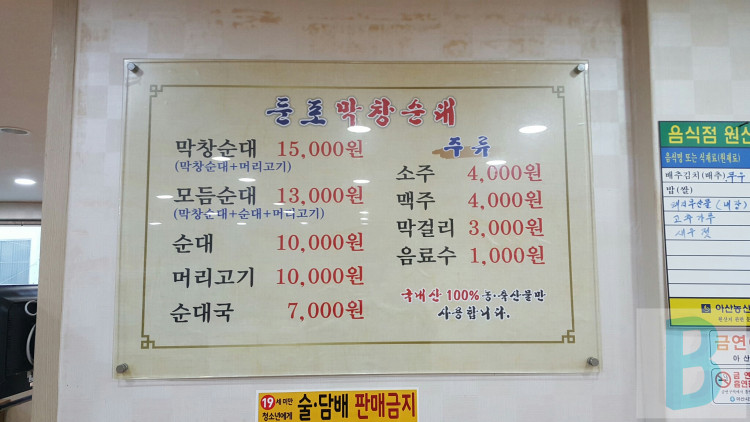 둔포막창순대
막창순대 15,000원
(막창순대+머리고기)
모듬순대 13,000원
(막창순대+순대+머리고기)
순대 10,000원
머리고기 10,000원
순대국 7,000원
주류
소주 4,000원
맥주 4,000원
막걸리 3,000원
음료수 1,000원
국내산 100% 농·축산물만
사용합니다.
19세 미만
청소년에게
술·담배 판매금지
음식점 원산
음식명 또는 식재료(원재료)
배추김치(배추)
밥(쌀)
고추가루
새우젓
아산농산
금연
아산
금연
B